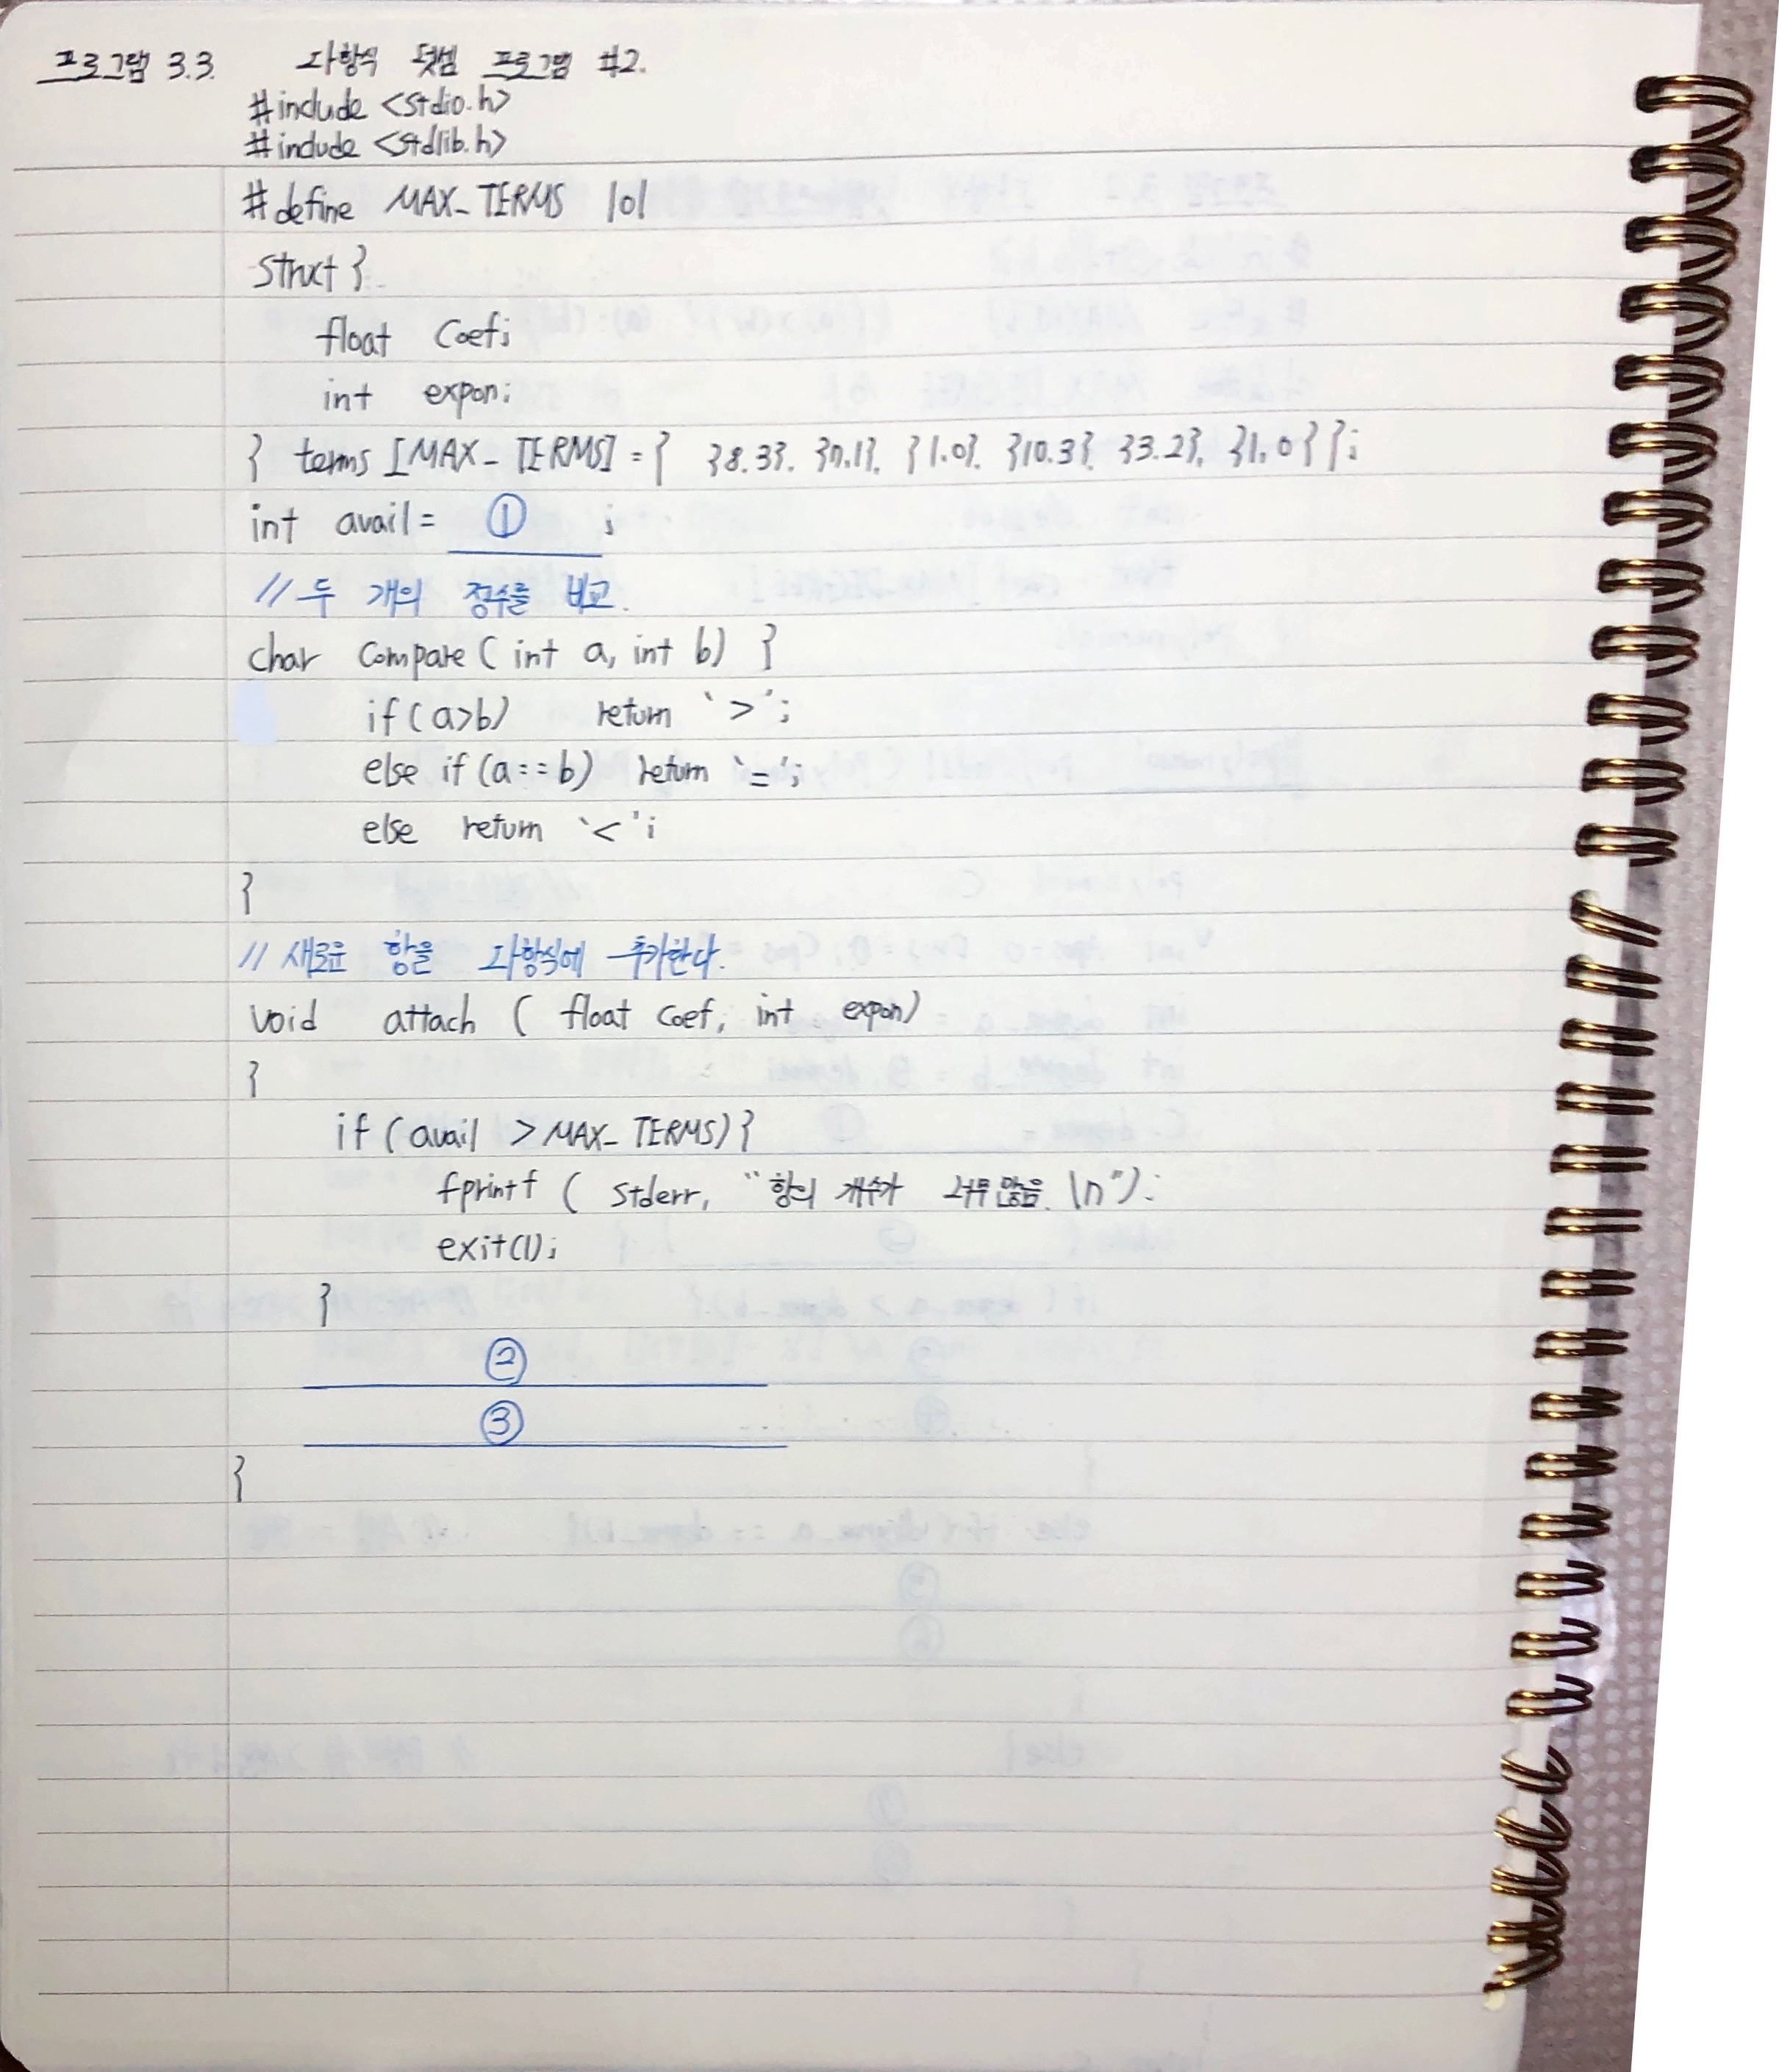 프로그램 3.3. 다항식 덧셈 프로그램 #2.
#include <stdio.h>
#include <stdlib.h>
#define MAX_TERMS 101
struct {
float coef;
int expon;
} terms [MAX_TERMS] = { {8.3}. {7.1}. {1.0}. {10.3}. {3.2}. {1.0} };
int avail = ① ;
// 두 개의 정수를 비교.
char compare ( int a, int b) {
if (a>b) return '>';
else if (a==b) return '=';
else return '<';
}
// 새로운 항을 다항식에 추가한다.
void attach ( float coef, int expon)
{
if (avail > MAX_TERMS) {
fprintf ( stderr, "항의 개수가 너무 많음. \n");
exit(1);
}
②
③
}